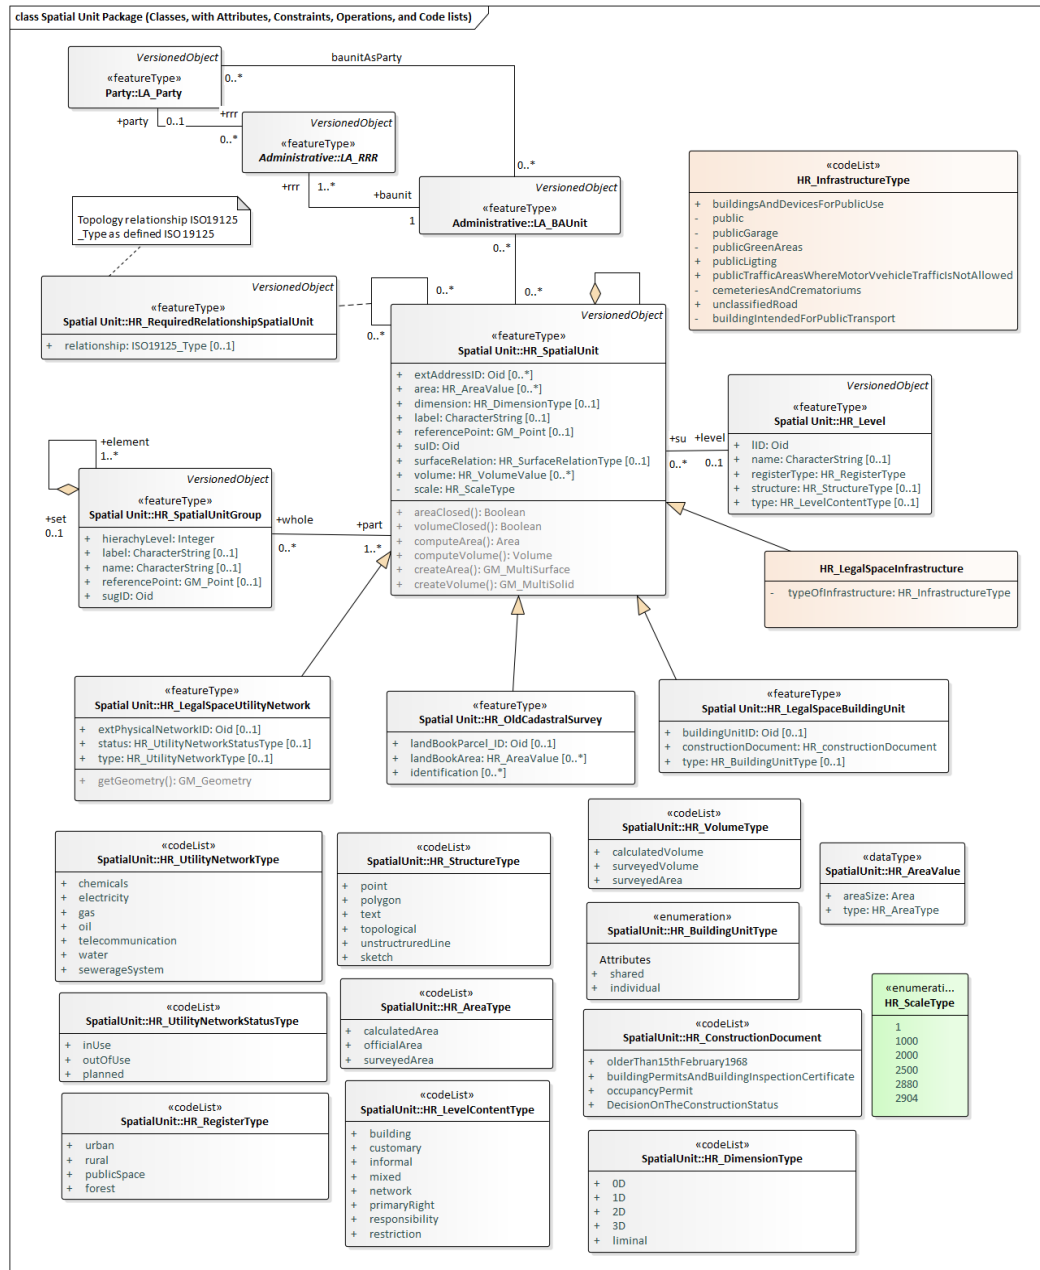 class Spatial Unit Package (Classes, with Attributes, Constraints, Operations, and Code lists)
VersionedObject
«featureType»
Party::LA_Party
baunitAsParty
0..*
+party
0..1
+rrr
0..*
VersionedObject
«featureType»
Administrative::LA_RRR
+rrr
1..*
+baunit
1
0..*
VersionedObject
«featureType»
Administrative::LA_BAUnit
0..*
0..*
Topology relationship ISO19125
_Type as defined ISO 19125
VersionedObject
«featureType»
Spatial Unit::HR_RequiredRelationshipSpatialUnit
+ relationship: ISO19125_Type [0..1]
0..*
0..*
«codeList»
HR_InfrastructureType
+ buildingsAndDevicesForPublicUse
- public
- publicGarage
- publicGreenAreas
+ publicLigting
+ publicTrafficAreasWhereMotorVvehicleTrafficIsNotAllowed
- cemeteriesAndCrematoriums
+ unclassifiedRoad
- buildingIntendedForPublicTransport
VersionedObject
«featureType»
Spatial Unit::HR_SpatialUnit
+ extAddressID: Oid [0..*]
+ area: HR_AreaValue [0..*]
+ dimension: HR_DimensionType [0..1]
+ label: CharacterString [0..1]
+ referencePoint: GM_Point [0..1]
+ suID: Oid
+ surfaceRelation: HR_SurfaceRelationType [0..1]
+ volume: HR_VolumeValue [0..*]
- scale: HR_ScaleType
+ areaClosed(): Boolean
+ volumeClosed(): Boolean
+ computeArea(): Area
+ computeVolume(): Volume
+ createArea(): GM_MultiSurface
+ createVolume(): GM_MultiSolid
+su
0..*
+level
0..1
VersionedObject
«featureType»
Spatial Unit::HR_Level
+ lID: Oid
+ name: CharacterString [0..1]
+ registerType: HR_RegisterType
+ structure: HR_StructureType [0..1]
+ type: HR_LevelContentType [0..1]
+element
1..*
+set
0..1
VersionedObject
«featureType»
Spatial Unit::HR_SpatialUnitGroup
+ hierachyLevel: Integer
+ label: CharacterString [0..1]
+ name: CharacterString [0..1]
+ referencePoint: GM_Point [0..1]
+ sugID: Oid
+whole
0..*
+part
1..*
HR_LegalSpaceInfrastructure
- typeOfInfrastructure: HR_InfrastructureType
«featureType»
Spatial Unit::HR_LegalSpaceUtilityNetwork
+ extPhysicalNetworkID: Oid [0..1]
+ status: HR_UtilityNetworkStatusType [0..1]
+ type: HR_UtilityNetworkType [0..1]
+ getGeometry(): GM_Geometry
«featureType»
Spatial Unit::HR_OldCadastralSurvey
+ landBookParcel_ID: Oid [0..1]
+ landBookArea: HR_AreaValue [0..*]
+ identification [0..*]
«featureType»
Spatial Unit::HR_LegalSpaceBuildingUnit
+ buildingUnitID: Oid [0..1]
+ constructionDocument: HR_constructionDocument
+ type: HR_BuildingUnitType [0..1]
«codeList»
SpatialUnit::HR_UtilityNetworkType
+ chemicals
+ electricity
+ gas
+ oil
+ telecommunication
+ water
+ sewerageSystem
«codeList»
SpatialUnit::HR_StructureType
+ point
+ polygon
+ text
+ topological
+ unstructruredLine
+ sketch
«codeList»
SpatialUnit::HR_VolumeType
+ calculatedVolume
+ surveyedVolume
+ surveyedArea
«dataType»
SpatialUnit::HR_AreaValue
+ areaSize: Area
+ type: HR_AreaType
«enumeration»
SpatialUnit::HR_BuildingUnitType
Attributes
+ shared
+ individual
«codeList»
SpatialUnit::HR_UtilityNetworkStatusType
+ inUse
+ outOfUse
+ planned
«codeList»
SpatialUnit::HR_AreaType
+ calculatedArea
+ officialArea
+ surveyedArea
«codeList»
SpatialUnit::HR_ConstructionDocument
+ olderThan15thFebruary1968
+ buildingPermitsAndBuildingInspectionCertificate
+ occupancyPermit
+ DecisionOnTheConstructionStatus
«enumerati...
HR_ScaleType
1
1000
2000
2500
2880
2904
«codeList»
SpatialUnit::HR_RegisterType
+ urban
+ rural
+ publicSpace
+ forest
«codeList»
SpatialUnit::HR_LevelContentType
+ building
+ customary
+ informal
+ mixed
+ network
+ primaryRight
+ responsibility
+ restriction
«codeList»
SpatialUnit::HR_DimensionType
+ 0D
+ 1D
+ 2D
+ 3D
+ liminal